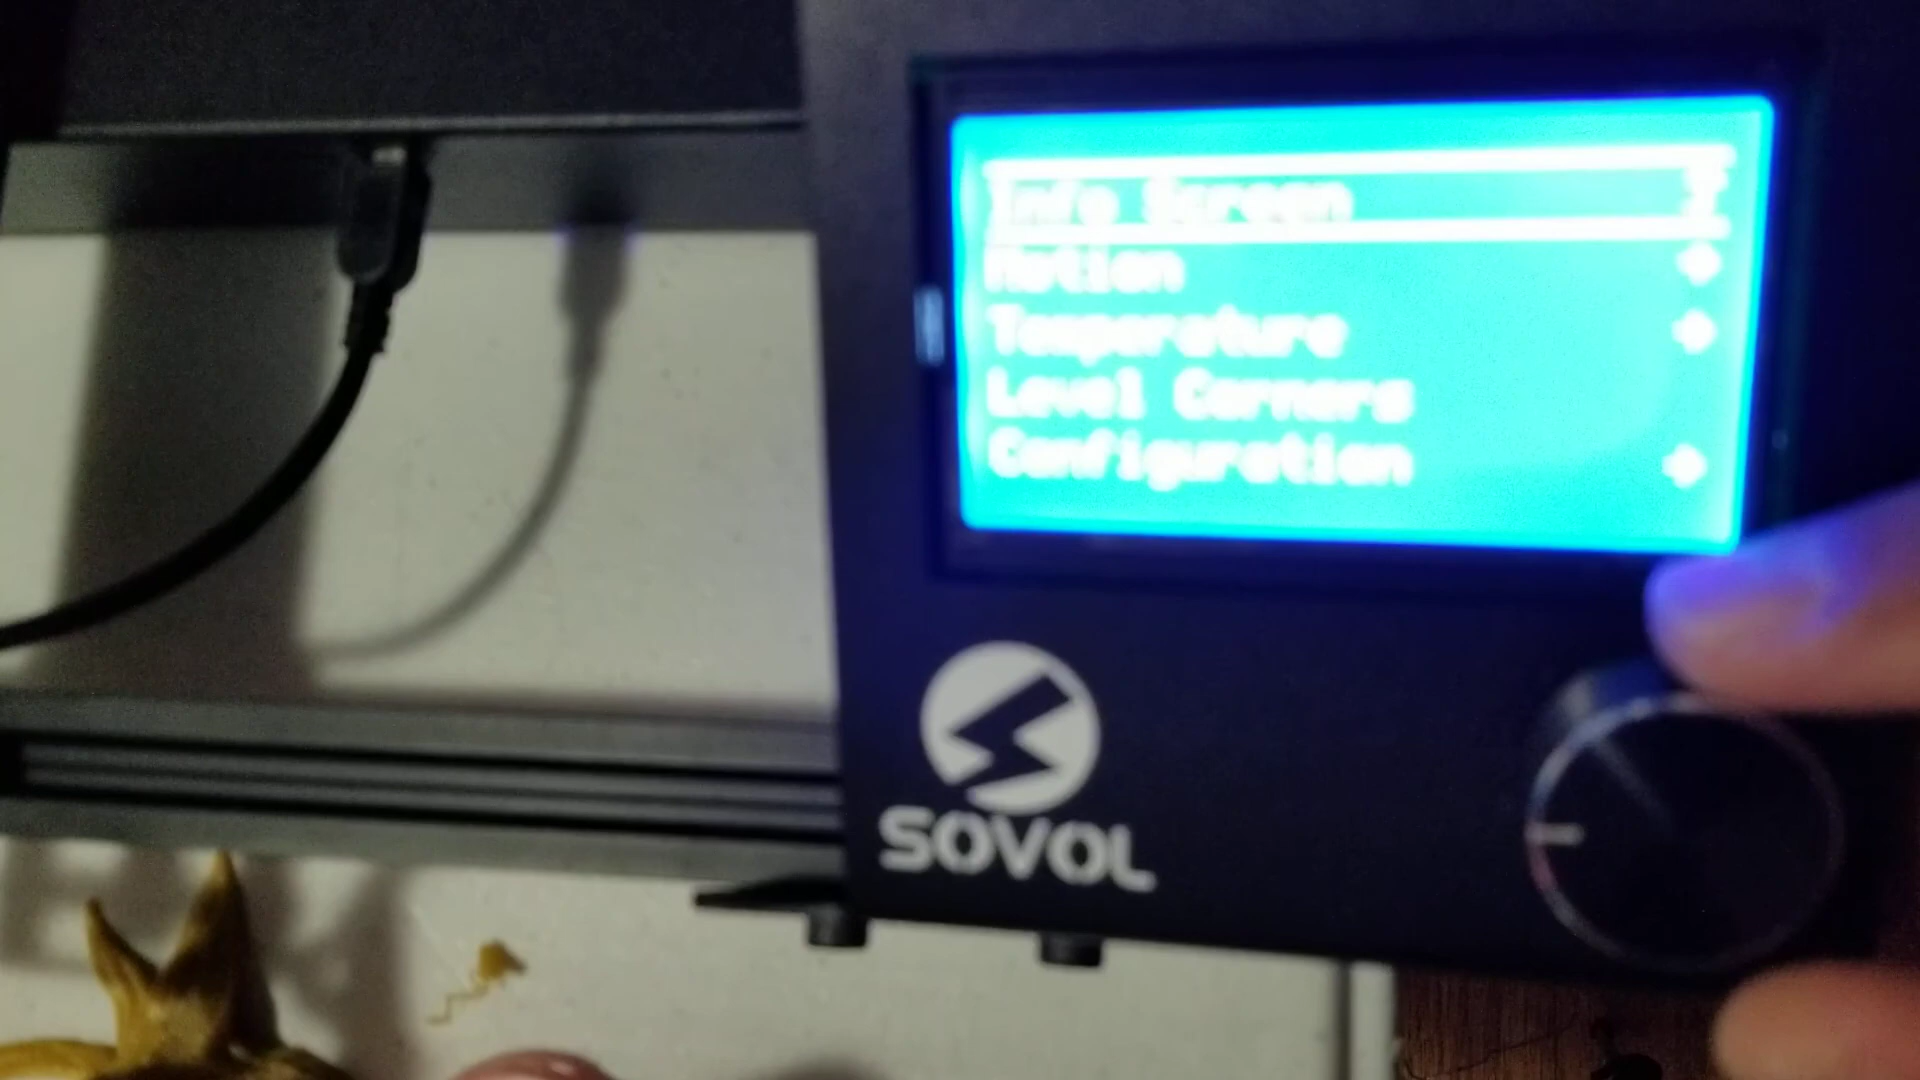 Info Screen
Motion
Temperature
Level Corners
Configuration
SOVOL